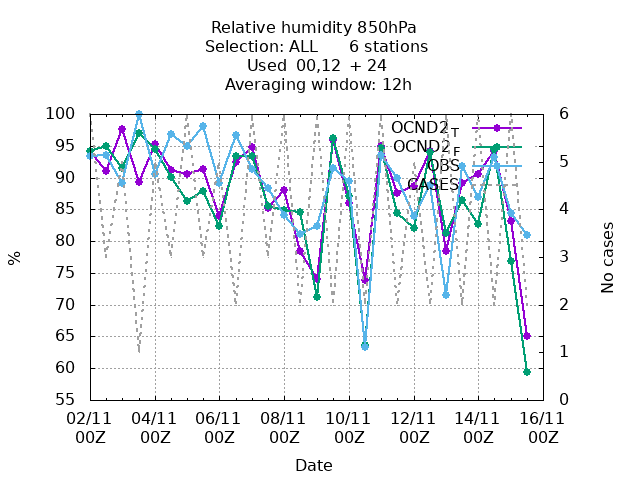 Relative humidity 850hPa
Selection: ALL 6 stations
Used 00,12 + 24
Averaging window: 12h
100
95
90
85
80
75
70
65
60
55
%
6
5
4
3
2
1
0
No cases
OCND2_T
OCND2_F
OBS
CASES
02/11 04/11 06/11 08/11 10/11 12/11 14/11 16/11
00Z 00Z 00Z 00Z 00Z 00Z 00Z 00Z
Date